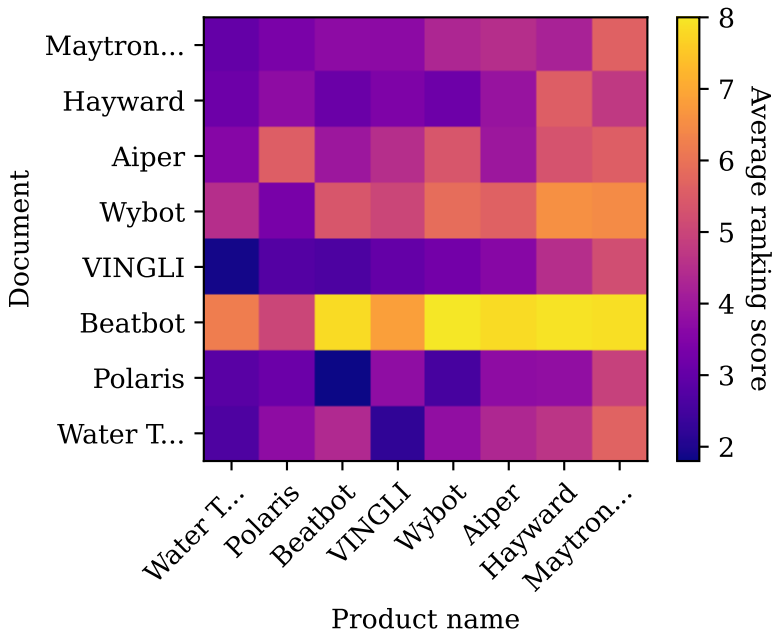 Maytron...
Hayward
Aiper
Wybot
VINGLI
Beatbot
Polaris
Water T...
Document
Water T...
Polaris
Beatbot
VINGLI
Wybot
Aiper
Hayward
Maytron...
Product name
8
7
6
5
4
3
2
Average ranking score